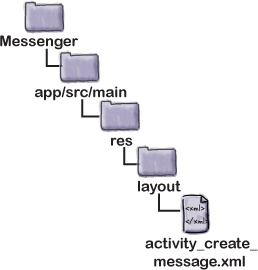 Messenger
app/src/main
res
layout
<xml>
</xml>
activity_create_
message.xml